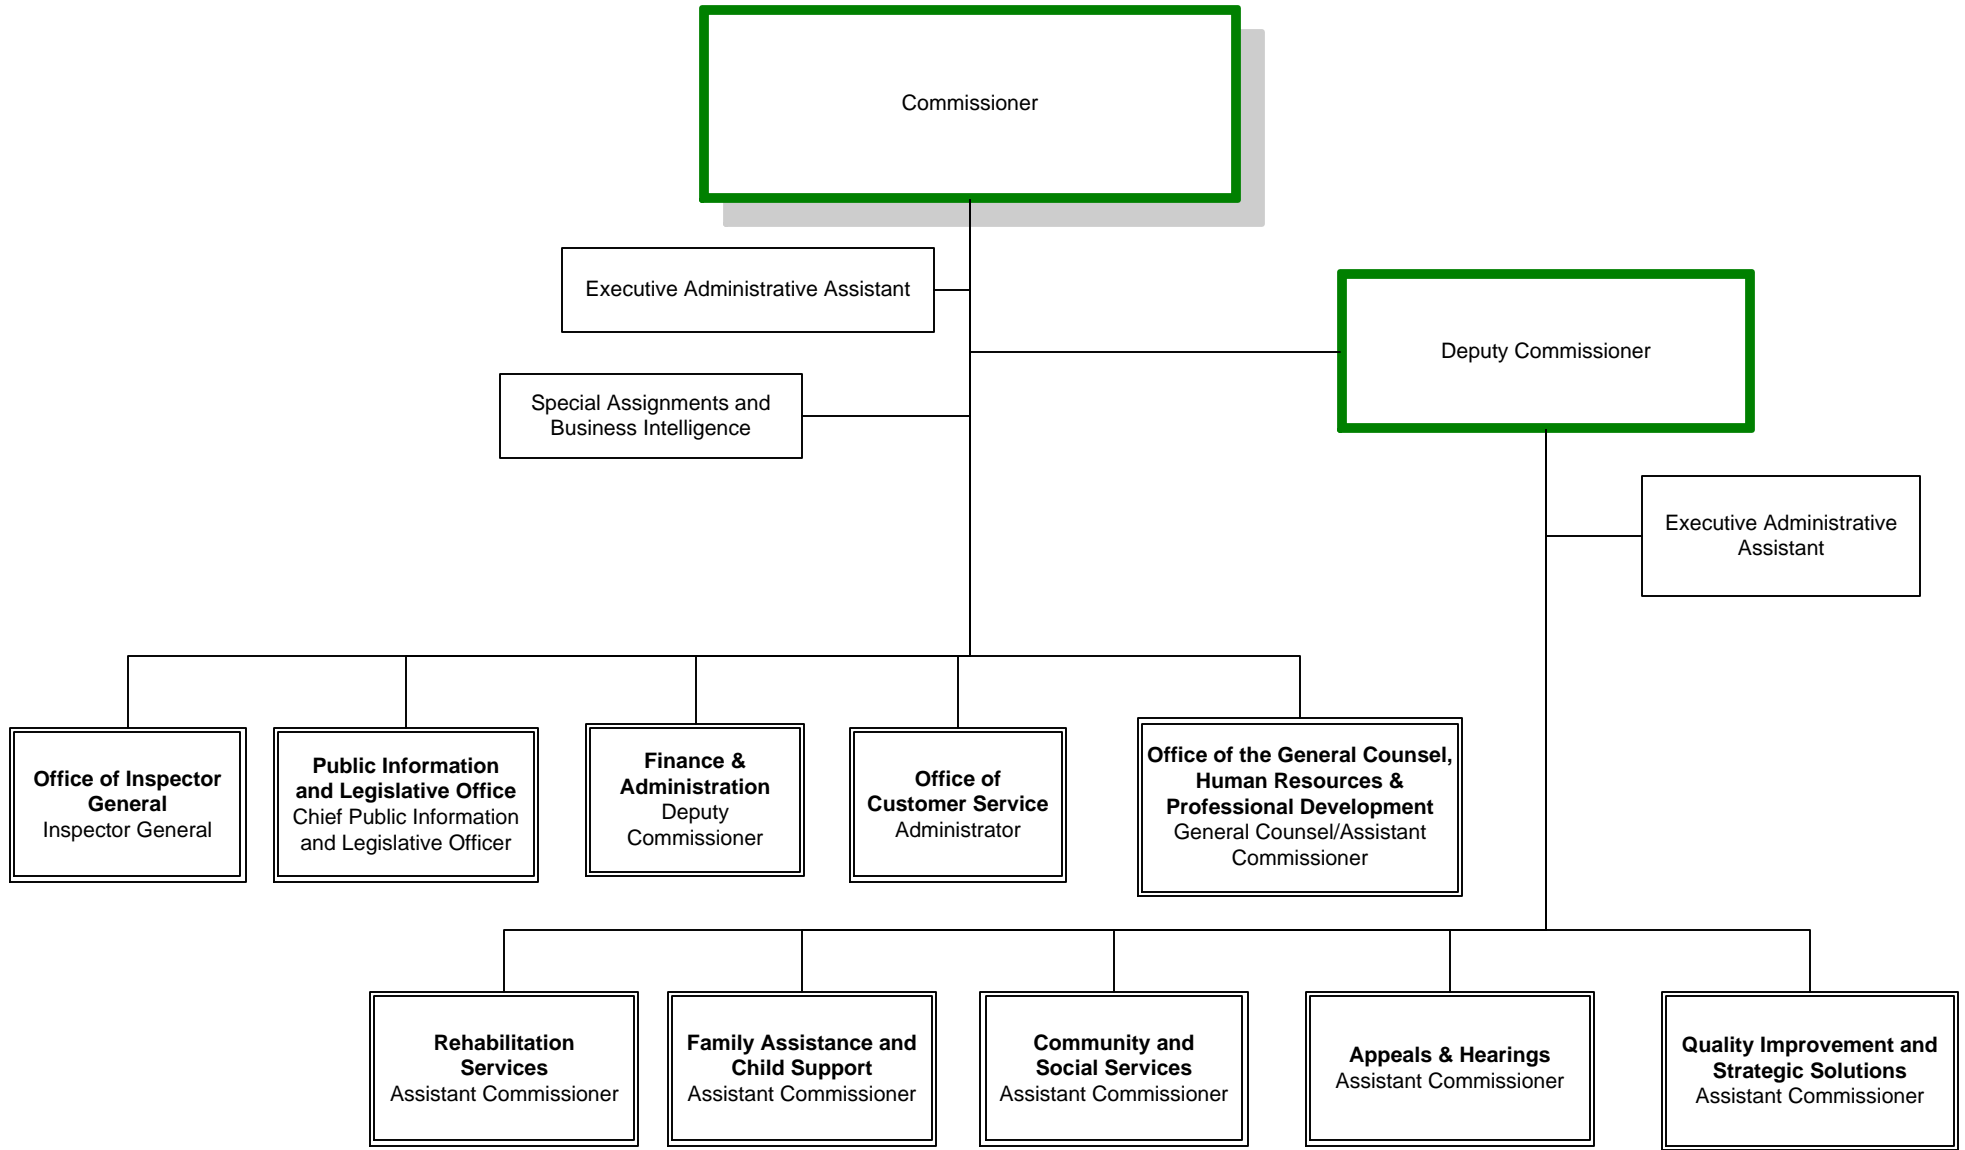 Commissioner
Executive Administrative Assistant
Deputy Commissioner
Special Assignments and
Business Intelligence
Executive Administrative
Assistant
Office of Inspector
General
Inspector General
Public Information
and Legislative Office
Chief Public Information
and Legislative Officer
Finance &
Administration
Deputy
Commissioner
Office of
Customer Service
Administrator
Office of the General Counsel,
Human Resources &
Professional Development
General Counsel/Assistant
Commissioner
Rehabilitation
Services
Assistant Commissioner
Family Assistance and
Child Support
Assistant Commissioner
Community and
Social Services
Assistant Commissioner
Appeals & Hearings
Assistant Commissioner
Quality Improvement and
Strategic Solutions
Assistant Commissioner